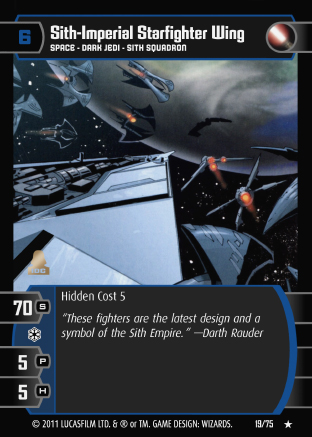 6 Sith-Imperial Starfighter Wing
SPACE - DARK JEDI - SITH SQUADRON
Hidden Cost 5
70 S
"These fighters are the latest design and a
symbol of the Sith Empire." —Darth Rauder
5 P
5 H
© 2011 LUCASFILM LTD. & ® or TM. GAME DESIGN: WIZARDS. 19/75